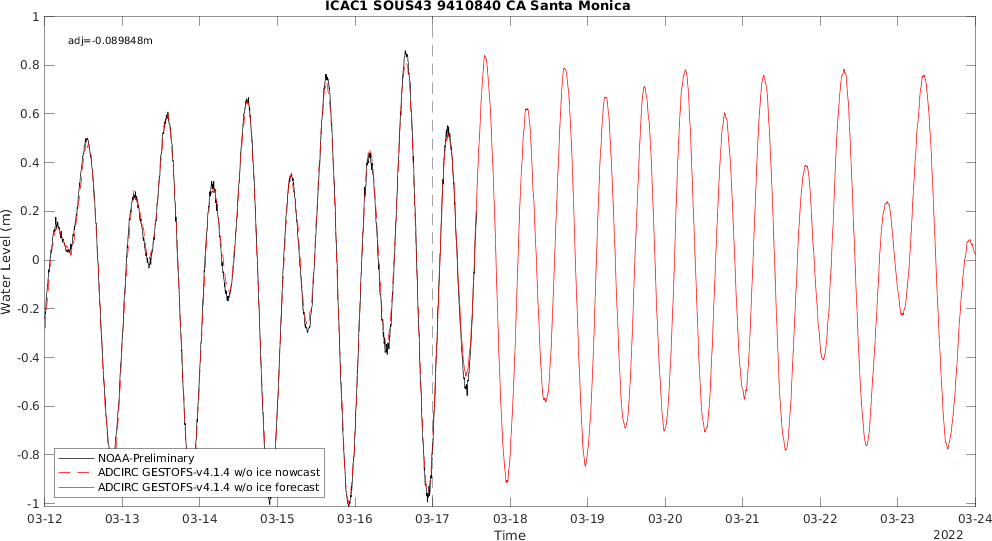 ICAC1 SOUS43 9410840 CA Santa Monica
adj=-0.089848m
Water Level (m)
1
0.8
0.6
0.4
0.2
0
-0.2
-0.4
-0.6
-0.8
-1
NOAA-Preliminary
ADCIRC GESTOFS-v4.1.4 w/o ice nowcast
ADCIRC GESTOFS-v4.1.4 w/o ice forecast
03-12 03-13 03-14 03-15 03-16 03-17 03-18 03-19 03-20 03-21 03-22 03-23 03-24
Time
2022